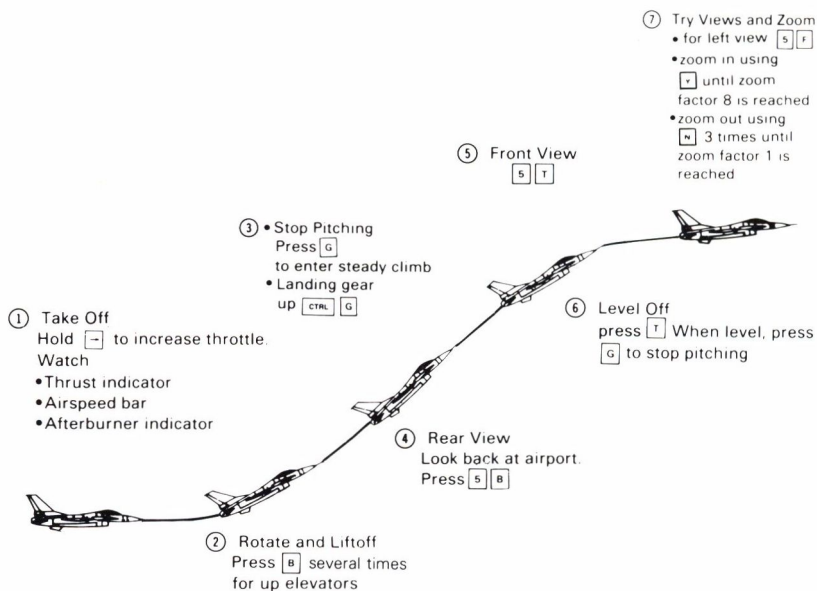 ① Take Off
Hold → to increase throttle.
Watch
• Thrust indicator
• Airspeed bar
• Afterburner indicator
② Rotate and Liftoff
Press B several times
for up elevators
③ • Stop Pitching
Press G
to enter steady climb
• Landing gear
up CTRL G
④ Rear View
Look back at airport.
Press 5 B
⑤ Front View
5 T
⑥ Level Off
press T When level, press
G to stop pitching
⑦ Try Views and Zoom
• for left view 5 F
• zoom in using
Y until zoom
factor 8 is reached
• zoom out using
N 3 times until
zoom factor 1 is
reached